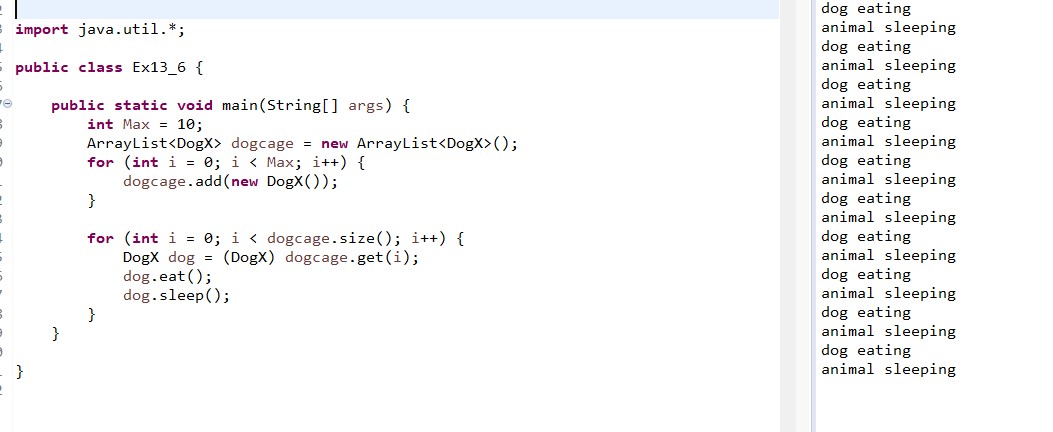 import java.util.*;
public class Ex13_6 {
public static void main(String[] args) {
int Max = 10;
ArrayList<DogX> dogcage = new ArrayList<DogX>();
for (int i = 0; i < Max; i++) {
dogcage.add(new DogX());
}
for (int i = 0; i < dogcage.size(); i++) {
DogX dog = (DogX) dogcage.get(i);
dog.eat();
dog.sleep();
}
}
}
dog eating
animal sleeping
dog eating
animal sleeping
dog eating
animal sleeping
dog eating
animal sleeping
dog eating
animal sleeping
dog eating
animal sleeping
dog eating
animal sleeping
dog eating
animal sleeping
dog eating
animal sleeping
dog eating
animal sleeping